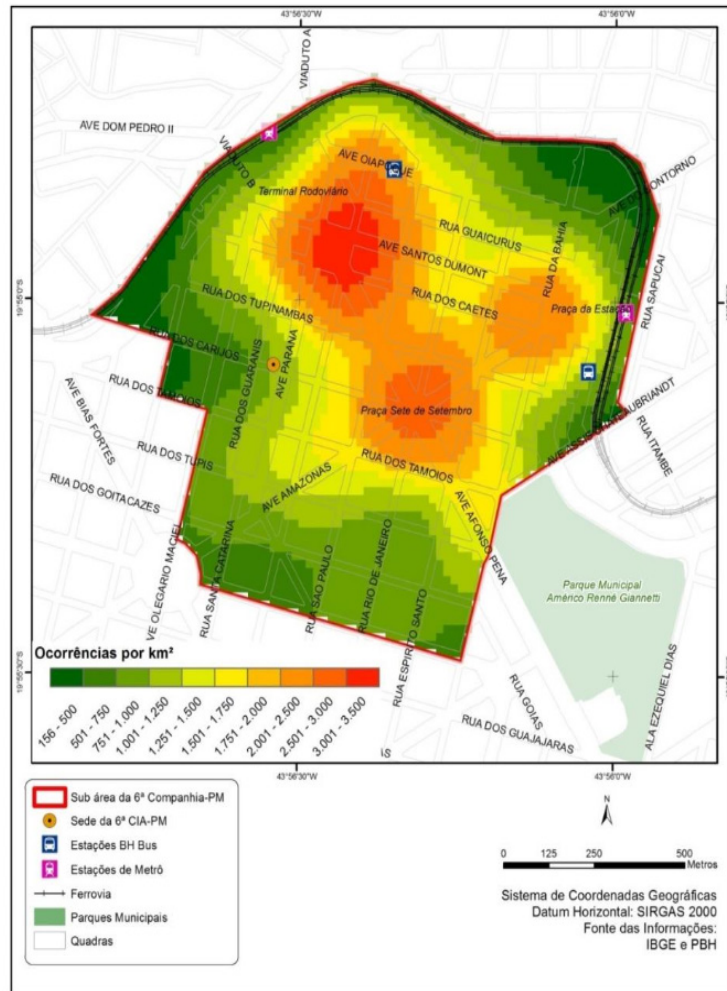 43°56'30"W
43°56'0"W
VIADUTO A
AVE DOM PEDRO II
VIADUTO B
AVE OIAPOQUE
Terminal Rodoviário
RUA GUAICURUS
AVE SANTOS DUMONT
RUA DA BAHIA
RUA DOS CAETES
Praça da Estação
RUA SAPUCAI
19°55'0"S
RUA DOS TUPINAMBAS
AVE PARANA
RUA DOS GUARANIS
RUA DOS TAMOIOS
AVE BIAS FORTES
Praça Sete de Setembro
RUA ITAMBE
RUA DOS TUPIS
RUA DOS TAMOIOS
RUA DOS GOITACAZES
AVE AMAZONAS
AVE AFONSO PENA
VE OLEGARIO MACIEL
RUA SANTA CATARINA
RUA SAO PAULO
RUA RIO DE JANEIRO
RUA ESPIRITO SANTO
Parque Municipal
Américo Renné Giannetti
ALA EZEQUIEL DIAS
RUA GOIAS
RUA DOS GUAJAJARAS
AS
Ocorrências por km²
156 - 500
501 - 750
751 - 1.000
1.001 - 1.250
1.251 - 1.500
1.501 - 1.750
1.751 - 2.000
2.001 - 2.500
2.501 - 3.000
3.001 - 3.500
19°55'30"S
43°56'30"W
43°56'0"W
Sub área da 6ª Companhia-PM
Sede da 6ª CIA-PM
Estações BH Bus
Estações de Metrô
Ferrovia
Parques Municipais
Quadras
N
0 125 250 500
Metros
Sistema de Coordenadas Geográficas
Datum Horizontal: SIRGAS 2000
Fonte das Informações:
IBGE e PBH